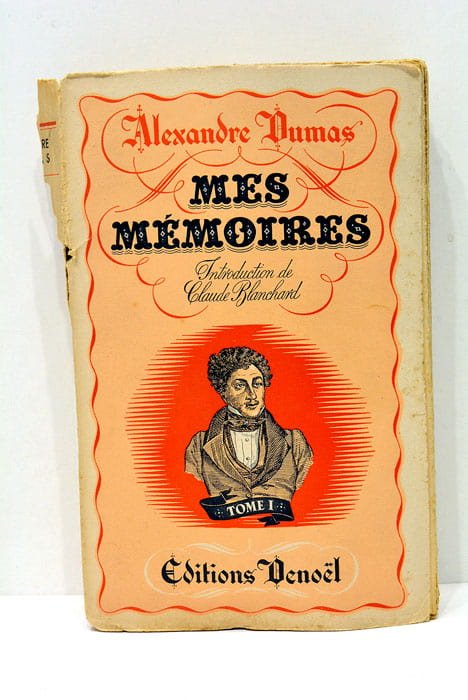 Alexandre Dumas
MES
MÉMOIRES
Introduction de
Claude Blanchard
TOME I
Editions Denoël